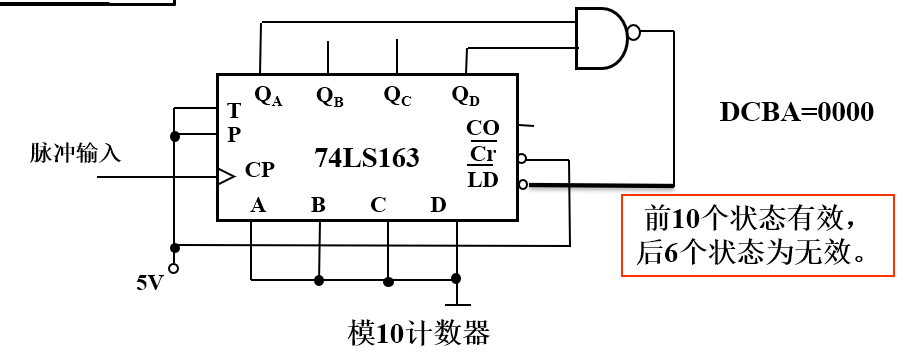 Q_A Q_B Q_C Q_D
T
P
CP
74LS163
CO
Cr
LD
A B C D
脉冲输入
5V
DCBA=0000
前10个状态有效，
后6个状态为无效。
模10计数器